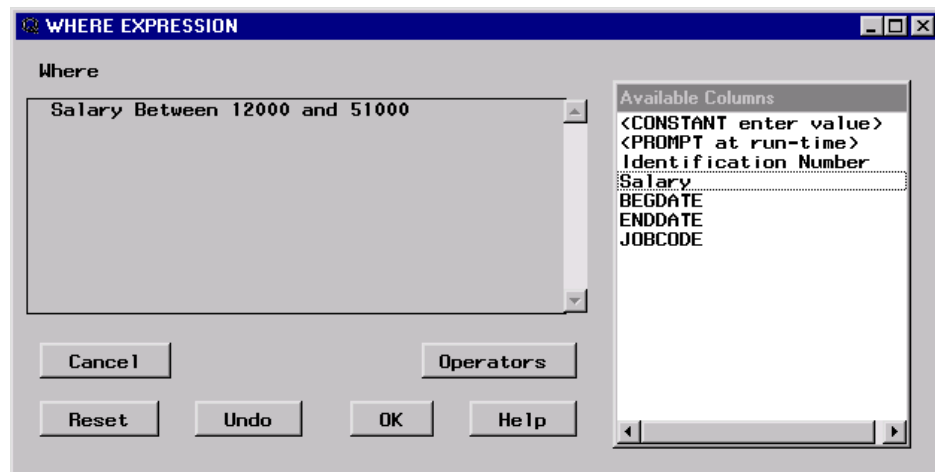 WHERE EXPRESSION
Where
Salary Between 12000 and 51000
Available Columns
<CONSTANT enter value>
<PROMPT at run-time>
Identification Number
Salary
BEGDATE
ENDDATE
JOBCODE
Cancel
Operators
Reset
Undo
OK
Help